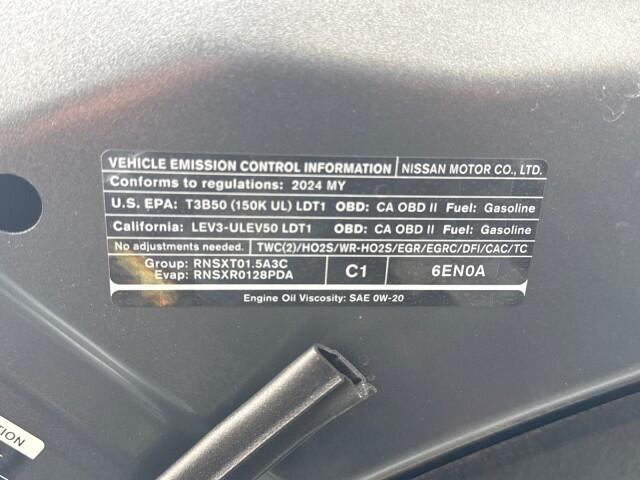 VEHICLE EMISSION CONTROL INFORMATION NISSAN MOTOR CO., LTD.
Conforms to regulations: 2024 MY
U.S. EPA: T3B50 (150K UL) LDT1 OBD: CA OBD II Fuel: Gasoline
California: LEV3-ULEV50 LDT1 OBD: CA OBD II Fuel: Gasoline
No adjustments needed. TWC(2)/HO2S/WR-HO2S/EGR/EGRC/DFI/CAC/TC
Group: RNSXT01.5A3C
Evap: RNSXR0128PDA
C1 6EN0A
Engine Oil Viscosity: SAE 0W-20